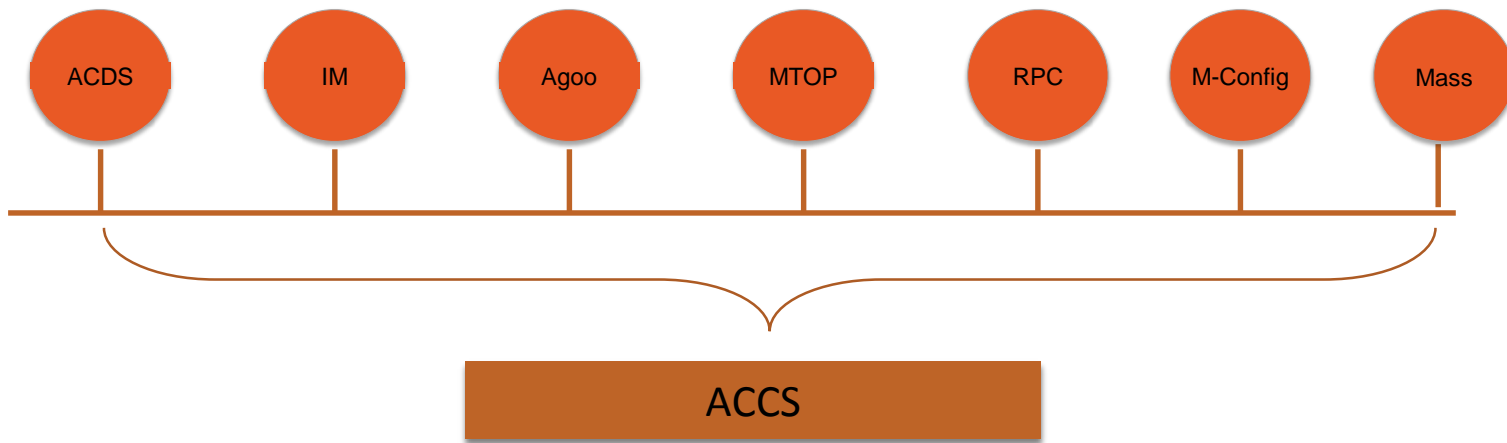 ACDS
IM
Agoo
MTOP
RPC
M-Config
Mass
ACCS